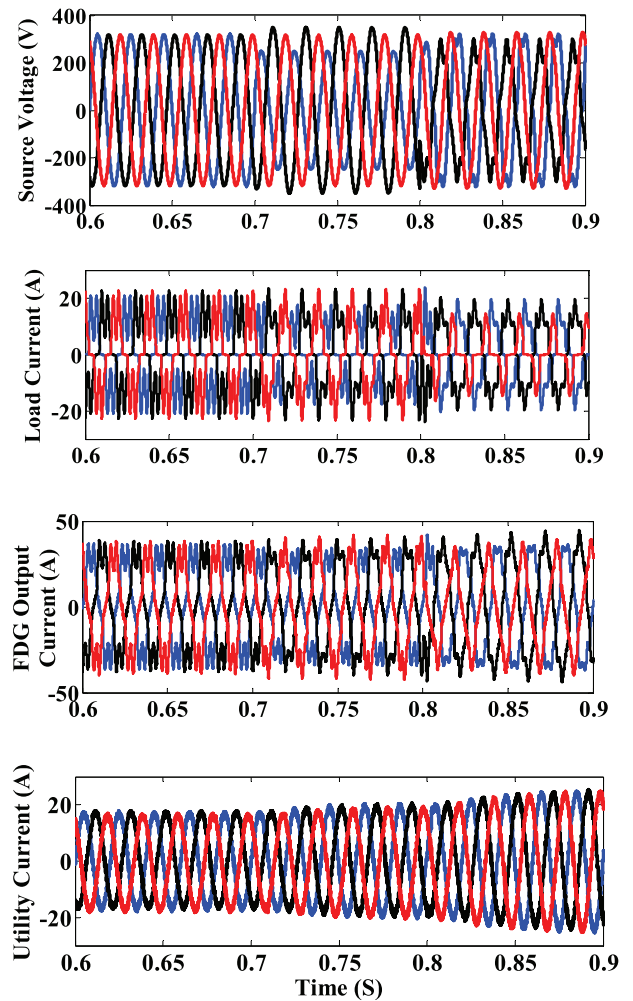 Source Voltage (V)
400
200
0
-200
-400
0.6 0.65 0.7 0.75 0.8 0.85 0.9
Load Current (A)
20
0
-20
0.6 0.65 0.7 0.75 0.8 0.85 0.9
FDG Output
Current (A)
50
0
-50
0.6 0.65 0.7 0.75 0.8 0.85 0.9
Utility Current (A)
20
0
-20
0.6 0.65 0.7 0.75 0.8 0.85 0.9
Time (S)